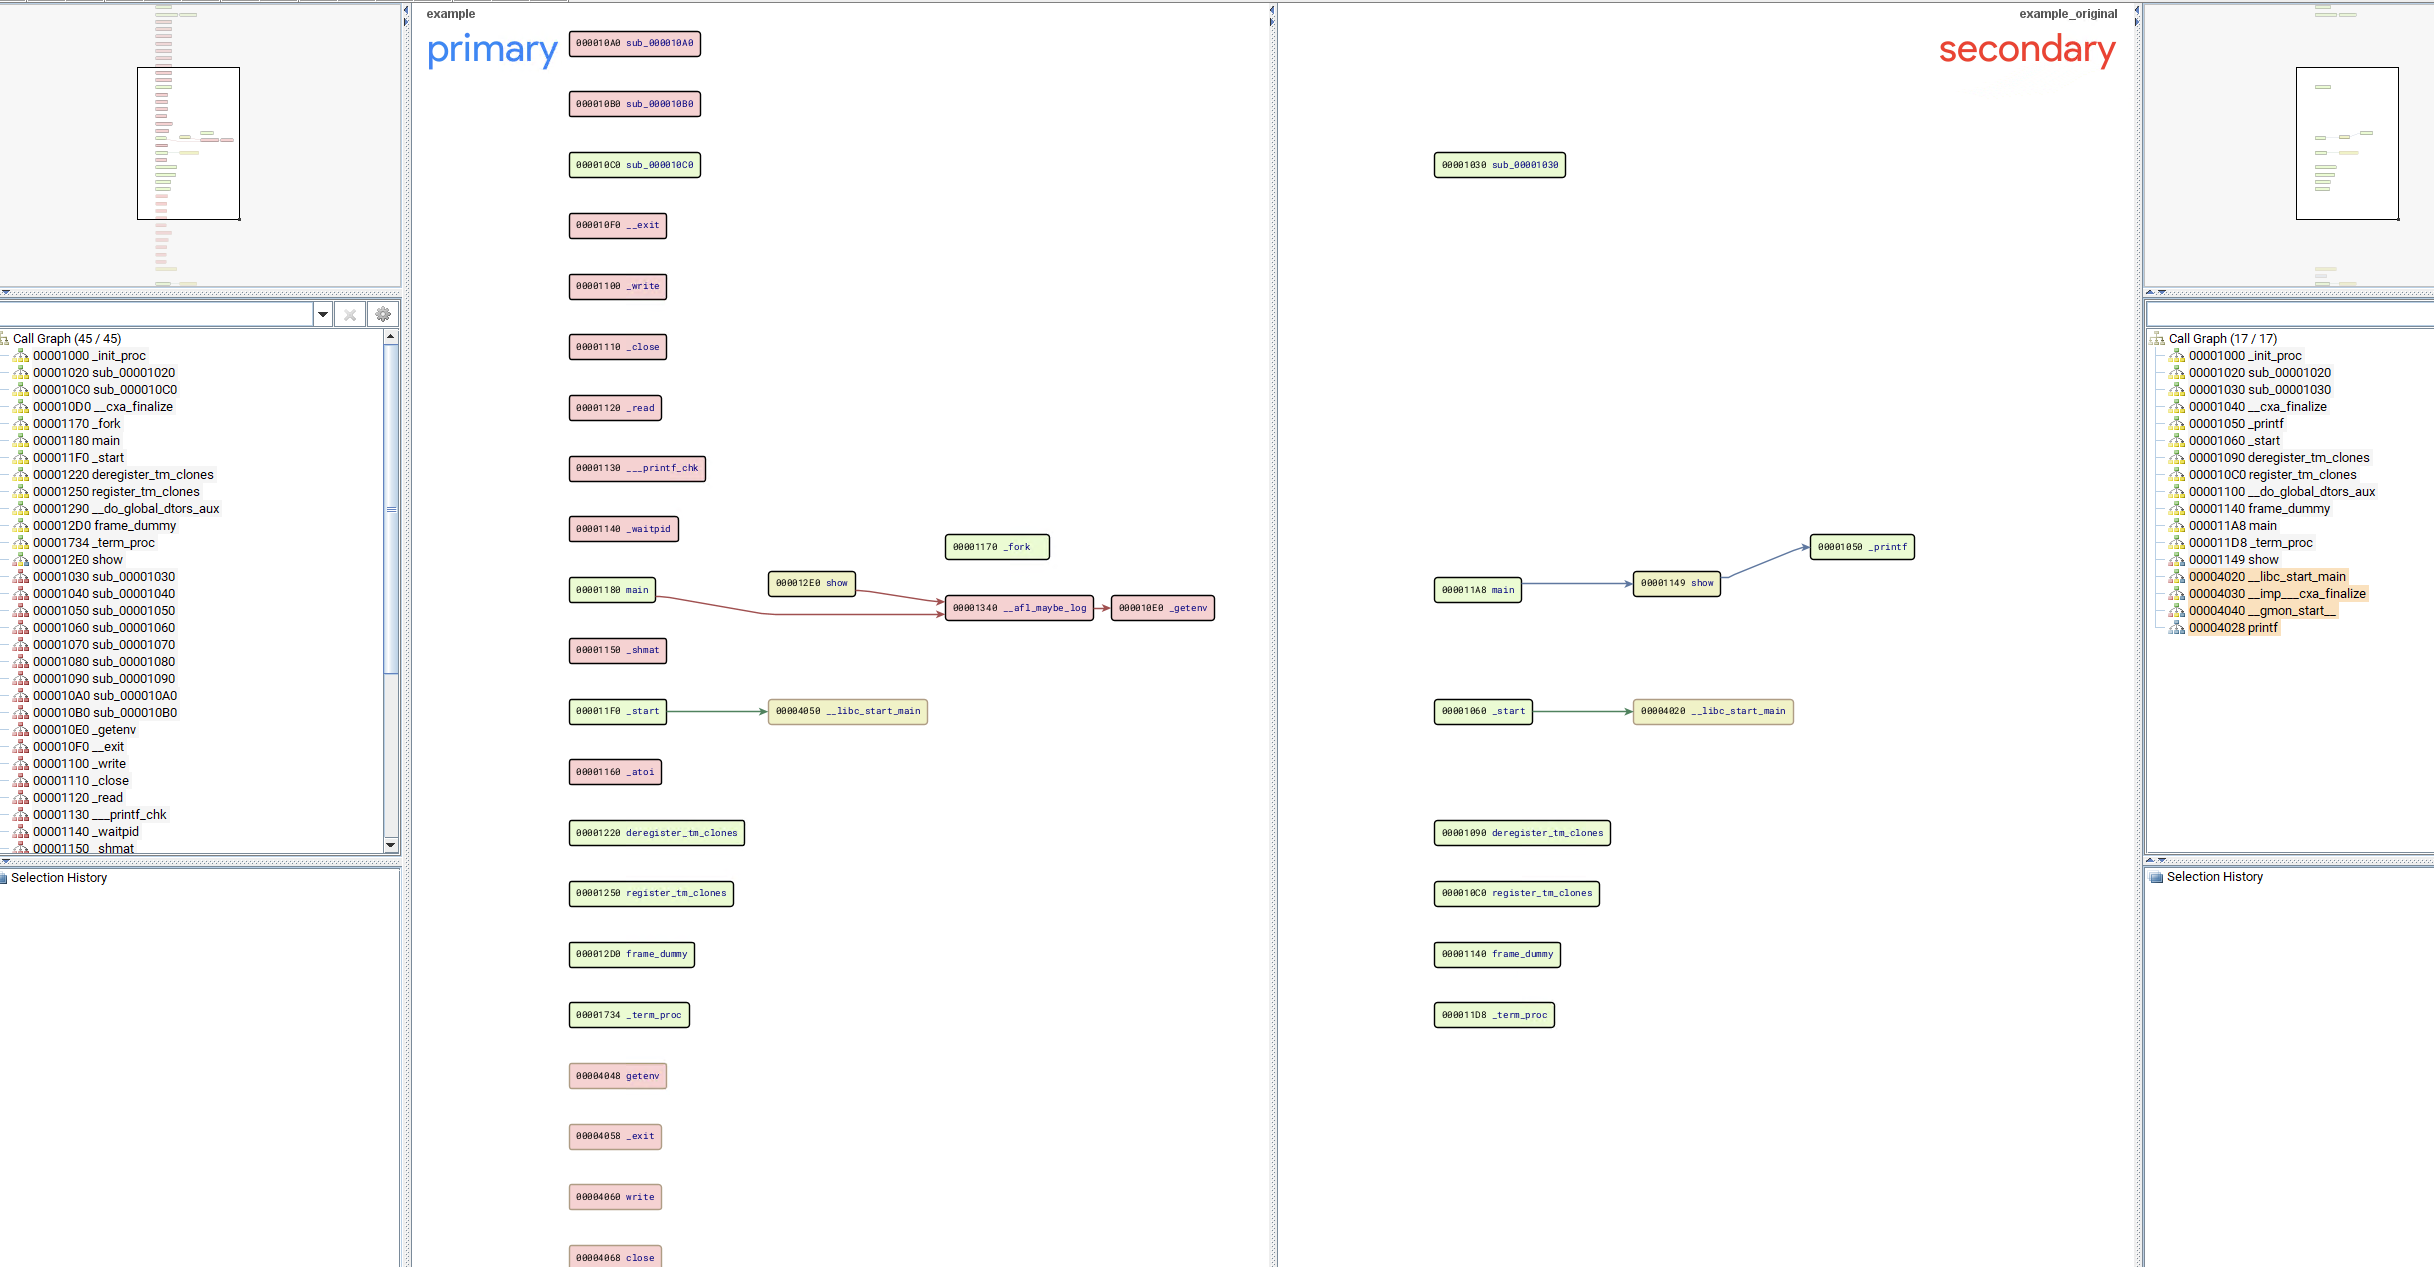 example
primary
000010A0 sub_000010A0
000010B0 sub_000010B0
000010C0 sub_000010C0
000010F0 __exit
00001100 _write
00001110 _close
00001120 _read
00001130 ___printf_chk
00001140 _waitpid
00001170 _fork
000012E0 show
00001180 main
00001340 __afl_maybe_log
000010E0 _getenv
00001150 _shmat
000011F0 _start
00004050 __libc_start_main
00001160 _atoi
00001220 deregister_tm_clones
00001250 register_tm_clones
000012D0 frame_dummy
00001734 _term_proc
00004048 getenv
00004058 _exit
00004060 write
00004068 close
example_original
secondary
00001030 sub_00001030
00001050 _printf
000011A8 main
00001149 show
00001060 _start
00004020 __libc_start_main
00001090 deregister_tm_clones
000010C0 register_tm_clones
00001140 frame_dummy
000011D8 _term_proc
Call Graph (45 / 45)
00001000 _init_proc
00001020 sub_00001020
000010C0 sub_000010C0
000010D0 __cxa_finalize
00001170 _fork
00001180 main
000011F0 _start
00001220 deregister_tm_clones
00001250 register_tm_clones
00001290 __do_global_dtors_aux
000012D0 frame_dummy
00001734 _term_proc
000012E0 show
00001030 sub_00001030
00001040 sub_00001040
00001050 sub_00001050
00001060 sub_00001060
00001070 sub_00001070
00001080 sub_00001080
00001090 sub_00001090
000010A0 sub_000010A0
000010B0 sub_000010B0
000010E0 _getenv
000010F0 __exit
00001100 _write
00001110 _close
00001120 _read
00001130 ___printf_chk
00001140 _waitpid
00001150 _shmat
Selection History
Call Graph (17 / 17)
00001000 _init_proc
00001020 sub_00001020
00001030 sub_00001030
00001040 __cxa_finalize
00001050 _printf
00001060 _start
00001090 deregister_tm_clones
000010C0 register_tm_clones
00001100 __do_global_dtors_aux
00001140 frame_dummy
000011A8 main
000011D8 _term_proc
00001149 show
00004020 __libc_start_main
00004030 __imp___cxa_finalize
00004040 __gmon_start__
00004028 printf
Selection History